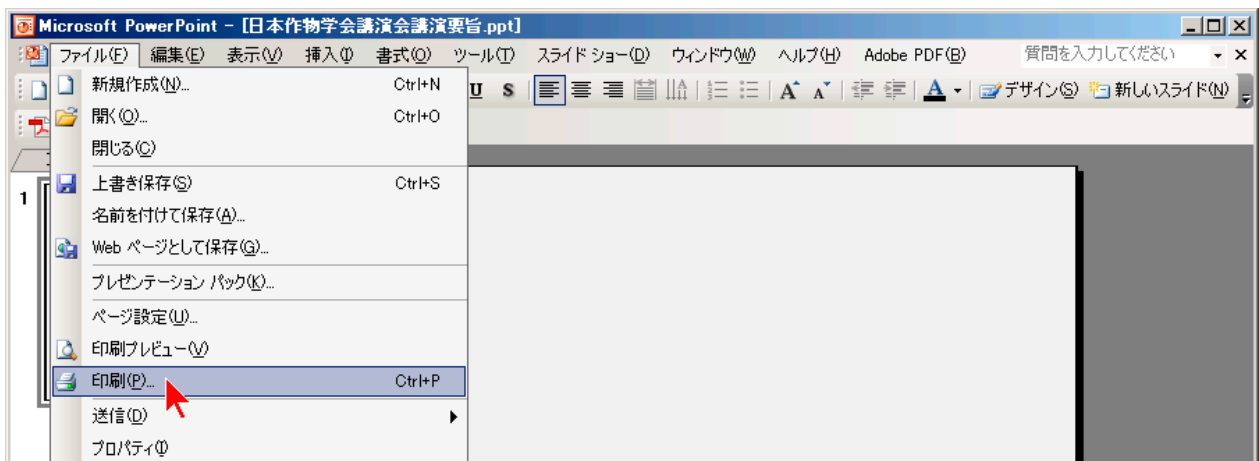 Microsoft PowerPoint - [日本作物学会講演会講演要旨.ppt]
ファイル(F) 編集(E) 表示(V) 挿入(I) 書式(O) ツール(T) スライド ショー(D) ウィンドウ(W) ヘルプ(H) Adobe PDF(B) 質問を入力してください
U S A A A デザイン(S) 新しいスライド(N)
新規作成(N)... Ctrl+N
開く(O)... Ctrl+O
閉じる(C)
上書き保存(S) Ctrl+S
1
名前を付けて保存(A)...
Web ページとして保存(G)...
プレゼンテーション パック(K)...
ページ設定(U)...
印刷プレビュー(V)
印刷(P)... Ctrl+P
送信(D)
プロパティ(I)